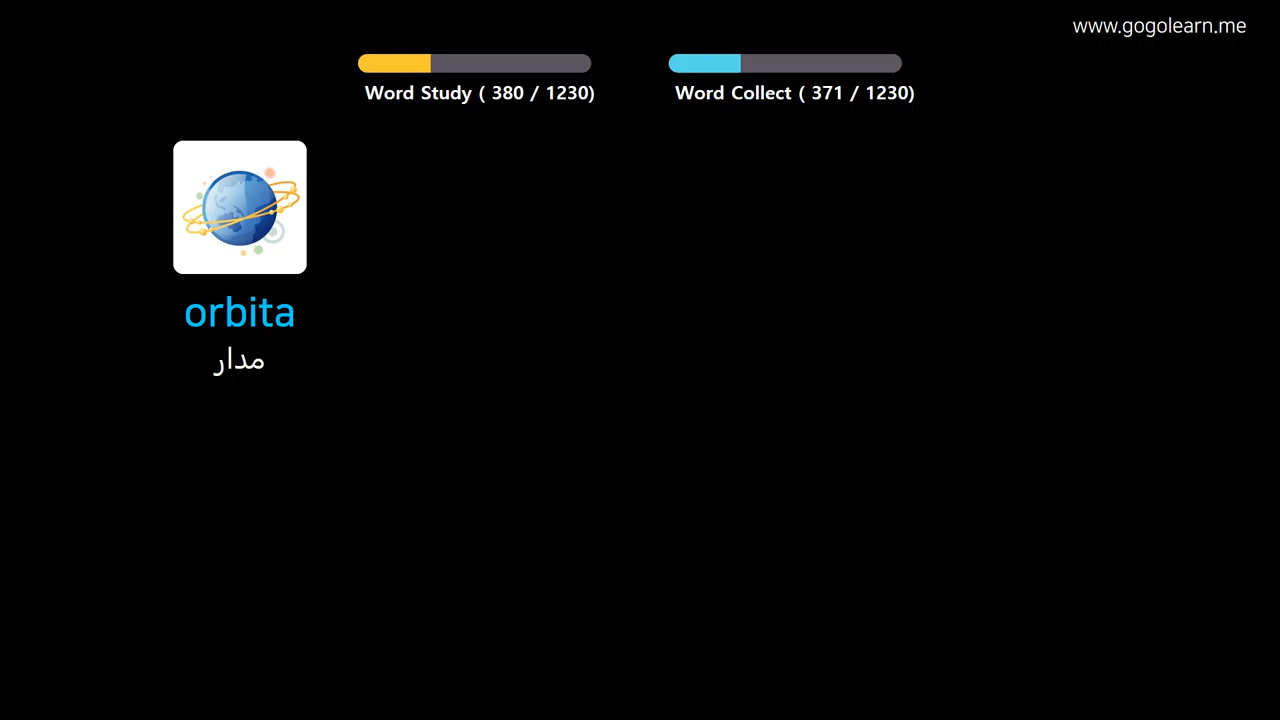 www.gogolearn.me
Word Study ( 380 / 1230)
Word Collect ( 371 / 1230)
orbita
مدار